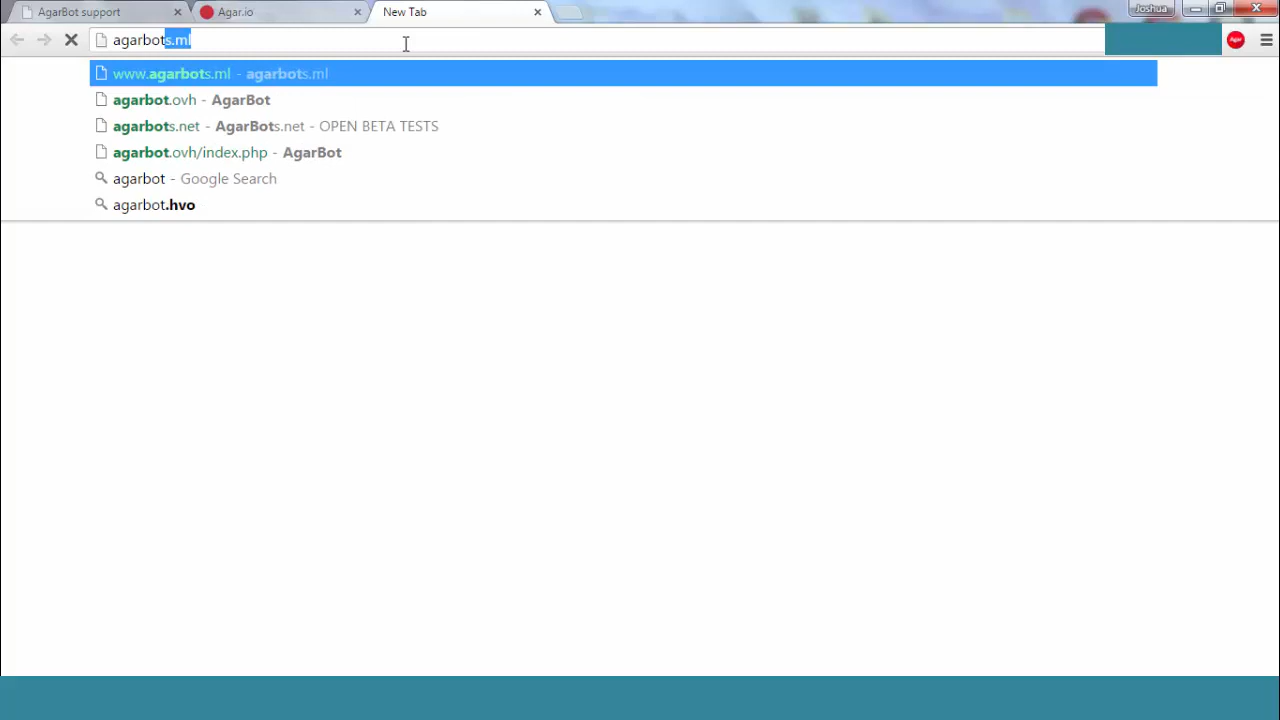 AgarBot support
Agar.io
New Tab
Joshua
agarbots.ml
Agar
www.agarbots.ml - agarbots.ml
agarbot.ovh - AgarBot
agarbots.net - AgarBots.net - OPEN BETA TESTS
agarbot.ovh/index.php - AgarBot
agarbot - Google Search
agarbot.hvo